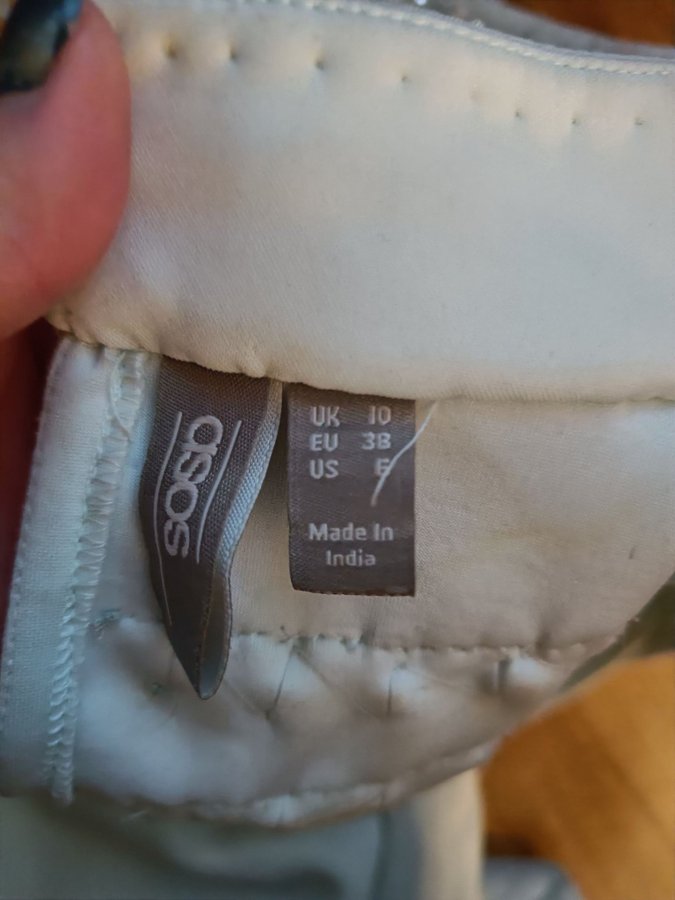 asos
UK 10
EU 38
US 6
Made In
India